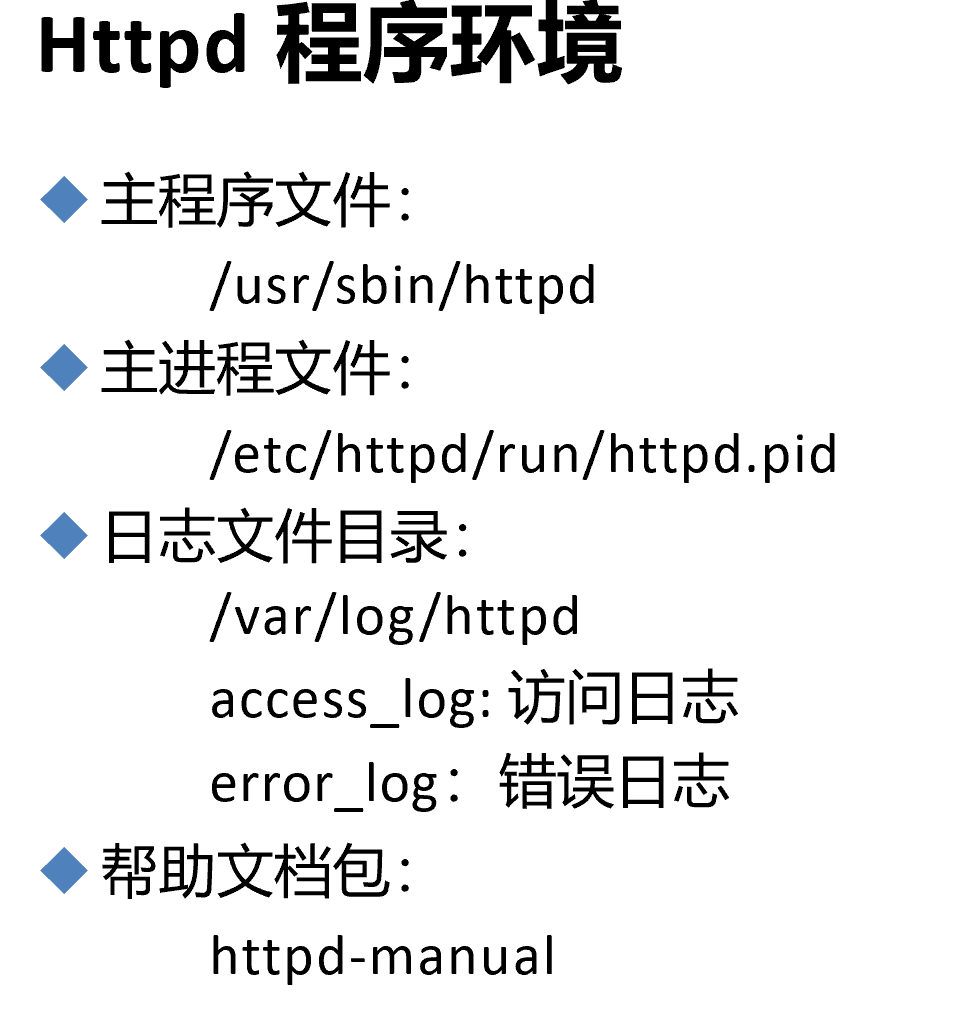 Httpd 程序环境
主程序文件：
/usr/sbin/httpd
主进程文件：
/etc/httpd/run/httpd.pid
日志文件目录：
/var/log/httpd
access_log: 访问日志
error_log：错误日志
帮助文档包：
httpd-manual